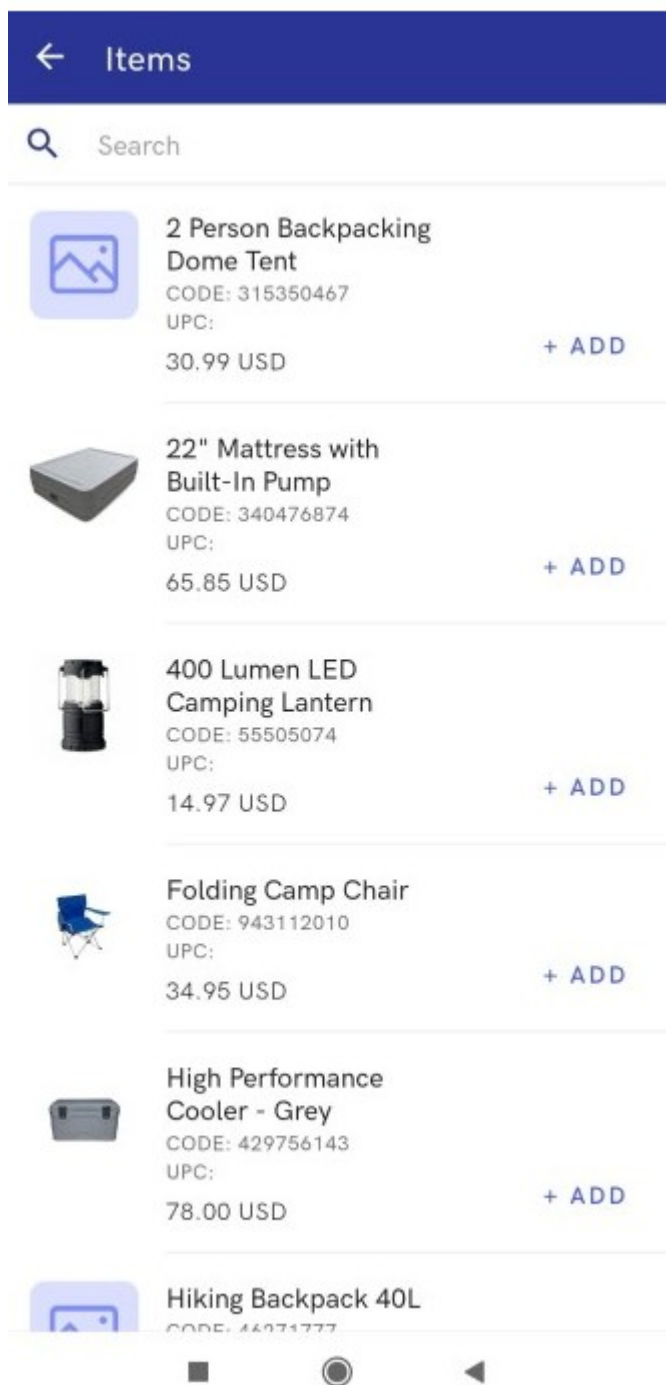 Items
Search
2 Person Backpacking
Dome Tent
CODE: 315350467
UPC:
30.99 USD
+ ADD
22" Mattress with
Built-In Pump
CODE: 340476874
UPC:
65.85 USD
+ ADD
400 Lumen LED
Camping Lantern
CODE: 55505074
UPC:
14.97 USD
+ ADD
Folding Camp Chair
CODE: 943112010
UPC:
34.95 USD
+ ADD
High Performance
Cooler - Grey
CODE: 429756143
UPC:
78.00 USD
+ ADD
Hiking Backpack 40L
CODE: 46271777